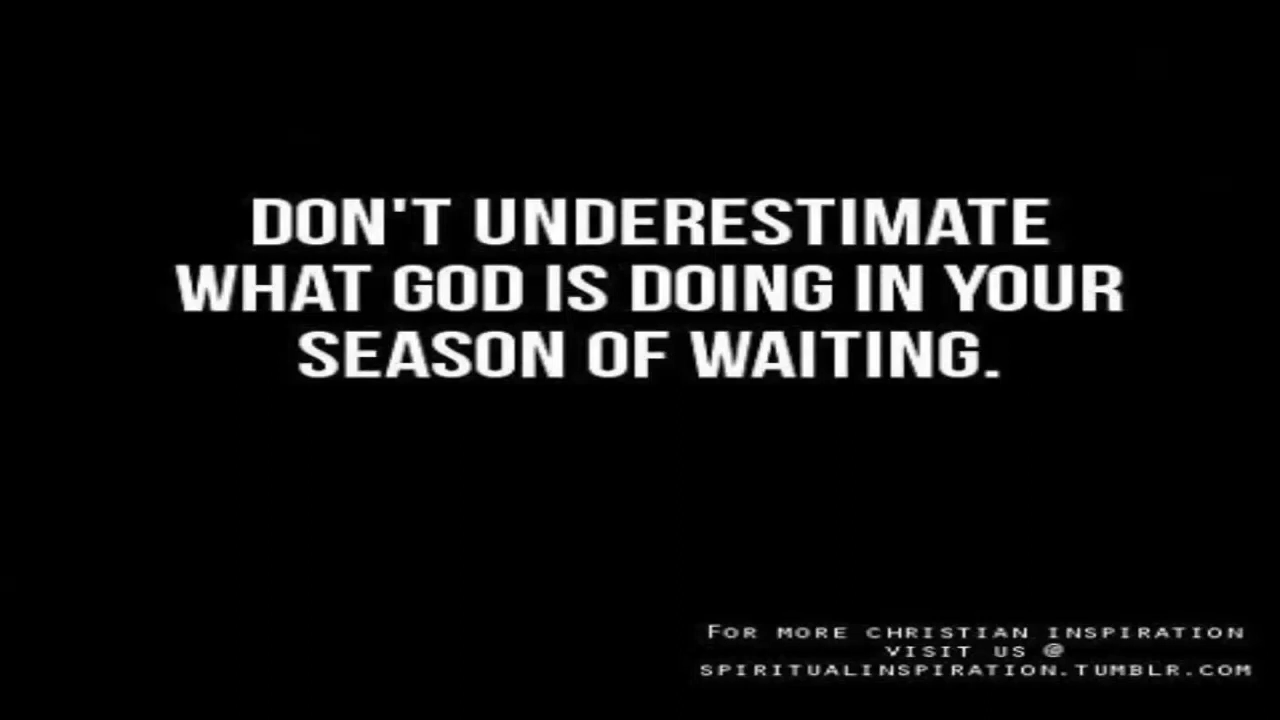 DON'T UNDERESTIMATE
WHAT GOD IS DOING IN YOUR
SEASON OF WAITING.
FOR MORE CHRISTIAN INSPIRATION
VISIT US @
SPIRITUALINSPIRATION.TUMBLR.COM